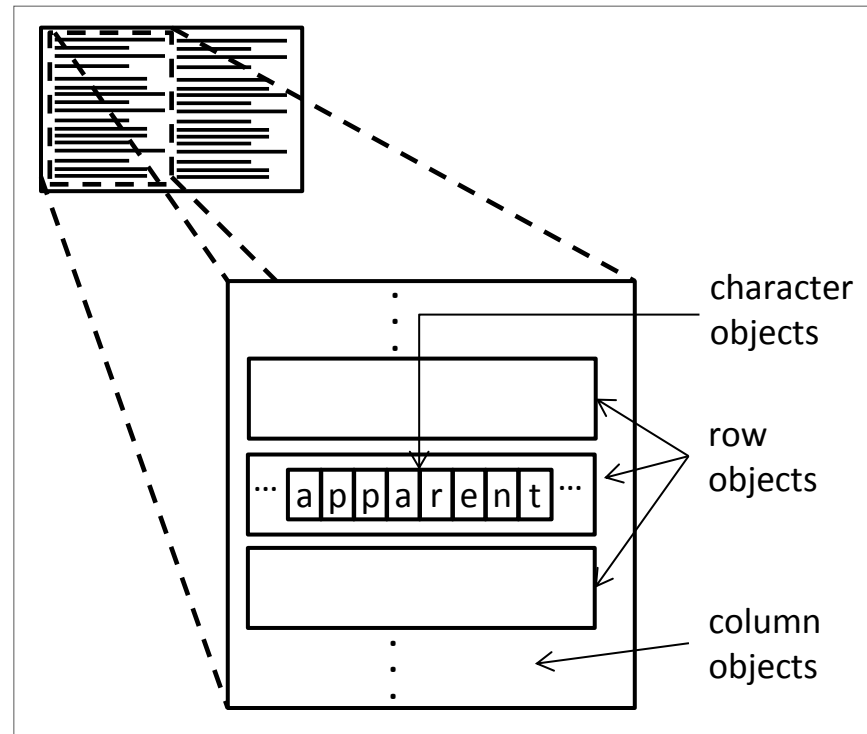 character
objects
row
objects
... a p p a r e n t ...
column
objects